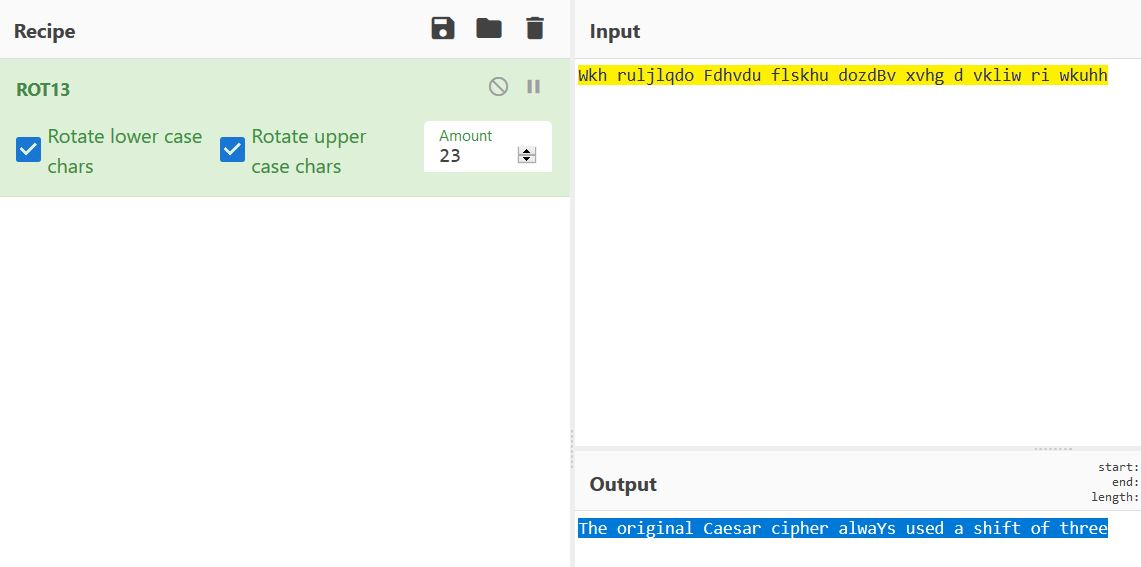 Recipe
ROT13
Rotate lower case
chars
Rotate upper
case chars
Amount
23
Input
Wkh ruljlqdo Fdhvdu flskhu dozdBv xvhg d vkliw ri wkuhh
Output
start:
end:
length:
The original Caesar cipher alwaYs used a shift of three